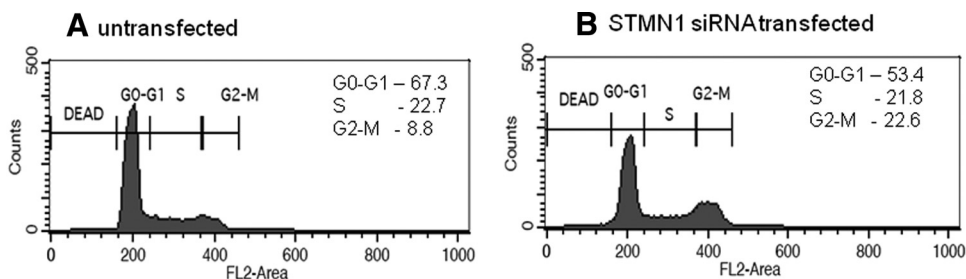 A untransfected
500
Counts
0
DEAD G0-G1 S G2-M
G0-G1 – 67.3
S - 22.7
G2-M - 8.8
0 200 400 600 800 1000
FL2-Area
B STMN1 siRNA transfected
500
Counts
0
DEAD G0-G1 S G2-M
G0-G1 – 53.4
S - 21.8
G2-M - 22.6
0 200 400 600 800 1000
FL2-Area